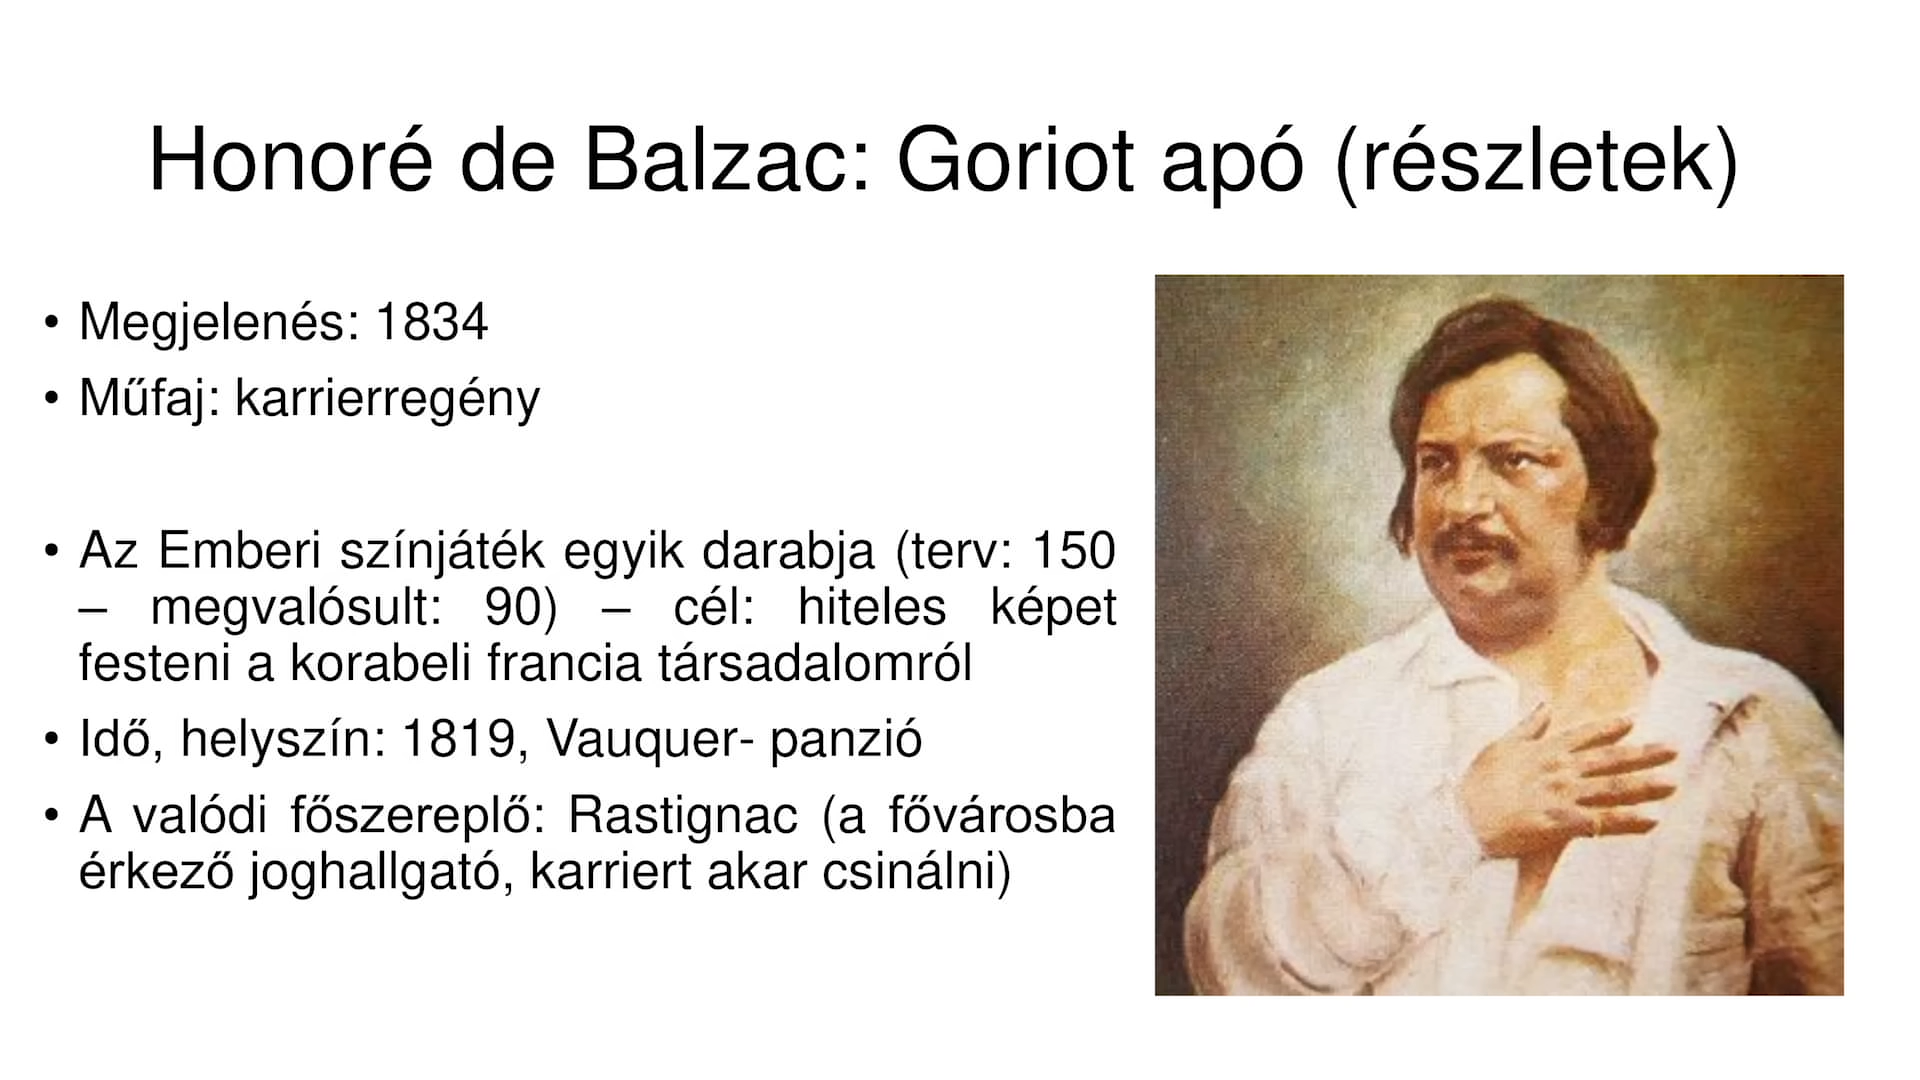 Honoré de Balzac: Goriot apó (részletek)
• Megjelenés: 1834
• Műfaj: karrierregény
• Az Emberi színjáték egyik darabja (terv: 150
– megvalósult: 90) – cél: hiteles képet
festeni a korabeli francia társadalomról
• Idő, helyszín: 1819, Vauquer- panzió
• A valódi főszereplő: Rastignac (a fővárosba
érkező joghallgató, karriert akar csinálni)